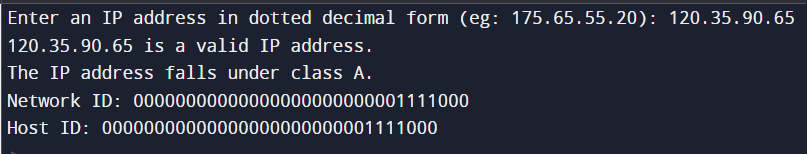 Enter an IP address in dotted decimal form (eg: 175.65.55.20): 120.35.90.65
120.35.90.65 is a valid IP address.
The IP address falls under class A.
Network ID: 00000000000000000000000001111000
Host ID: 00000000000000000000000001111000